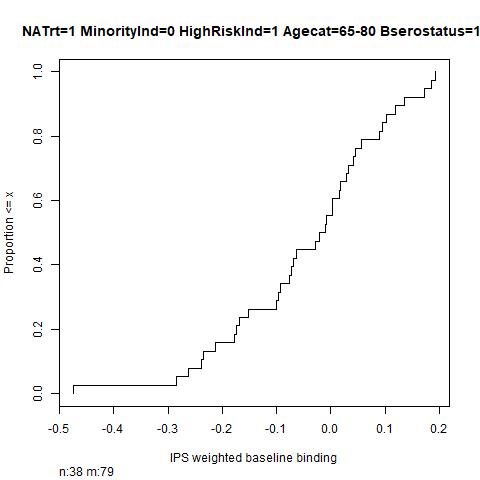 NATrt=1 MinorityInd=0 HighRiskInd=1 Agecat=65-80 Bserostatus=1
Proportion <= x
1.0
0.8
0.6
0.4
0.2
0.0
-0.5 -0.4 -0.3 -0.2 -0.1 0.0 0.1 0.2
IPS weighted baseline binding
n:38 m:79